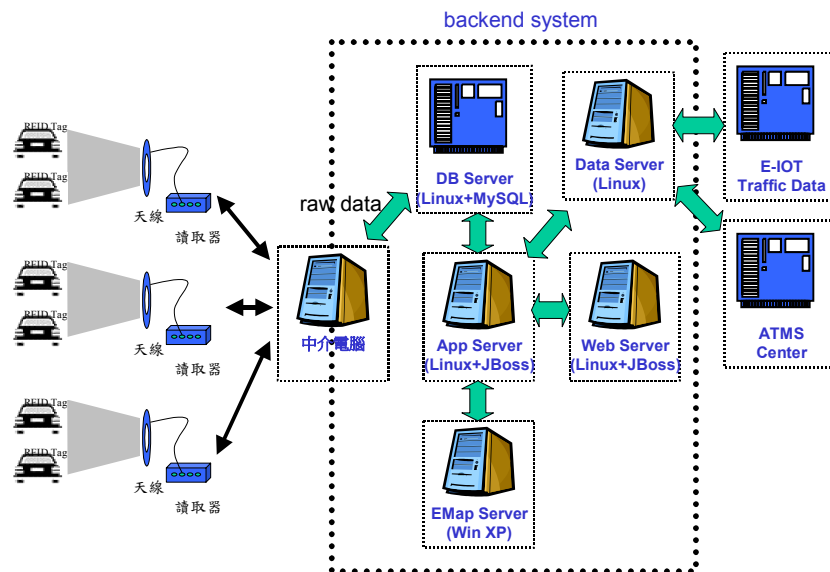 backend system
RFID Tag
RFID Tag
天線
讀取器
RFID Tag
RFID Tag
天線
讀取器
RFID Tag
RFID Tag
天線
讀取器
raw data
中介電腦
DB Server
(Linux+MySQL)
Data Server
(Linux)
E-IOT
Traffic Data
App Server
(Linux+JBoss)
Web Server
(Linux+JBoss)
ATMS
Center
EMap Server
(Win XP)